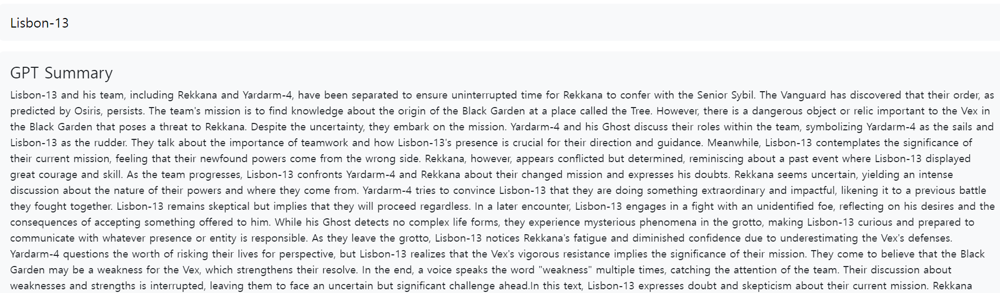 Lisbon-13
GPT Summary
Lisbon-13 and his team, including Rekkana and Yardarm-4, have been separated to ensure uninterrupted time for Rekkana to confer with the Senior Sybil. The Vanguard has discovered that their order, as
predicted by Osiris, persists. The team's mission is to find knowledge about the origin of the Black Garden at a place called the Tree. However, there is a dangerous object or relic important to the Vex in
the Black Garden that poses a threat to Rekkana. Despite the uncertainty, they embark on the mission. Yardarm-4 and his Ghost discuss their roles within the team, symbolizing Yardarm-4 as the sails and
Lisbon-13 as the rudder. They talk about the importance of teamwork and how Lisbon-13's presence is crucial for their direction and guidance. Meanwhile, Lisbon-13 contemplates the significance of
their current mission, feeling that their newfound powers come from the wrong side. Rekkana, however, appears conflicted but determined, reminiscing about a past event where Lisbon-13 displayed
great courage and skill. As the team progresses, Lisbon-13 confronts Yardarm-4 and Rekkana about their changed mission and expresses his doubts. Rekkana seems uncertain, yielding an intense
discussion about the nature of their powers and where they come from. Yardarm-4 tries to convince Lisbon-13 that they are doing something extraordinary and impactful, likening it to a previous battle
they fought together. Lisbon-13 remains skeptical but implies that they will proceed regardless. In a later encounter, Lisbon-13 engages in a fight with an unidentified foe, reflecting on his desires and the
consequences of accepting something offered to him. While his Ghost detects no complex life forms, they experience mysterious phenomena in the grotto, making Lisbon-13 curious and prepared to
communicate with whatever presence or entity is responsible. As they leave the grotto, Lisbon-13 notices Rekkana's fatigue and diminished confidence due to underestimating the Vex's defenses.
Yardarm-4 questions the worth of risking their lives for perspective, but Lisbon-13 realizes that the Vex's vigorous resistance implies the significance of their mission. They come to believe that the Black
Garden may be a weakness for the Vex, which strengthens their resolve. In the end, a voice speaks the word "weakness" multiple times, catching the attention of the team. Their discussion about
weaknesses and strengths is interrupted, leaving them to face an uncertain but significant challenge ahead.In this text, Lisbon-13 expresses doubt and skepticism about their current mission. Rekkana